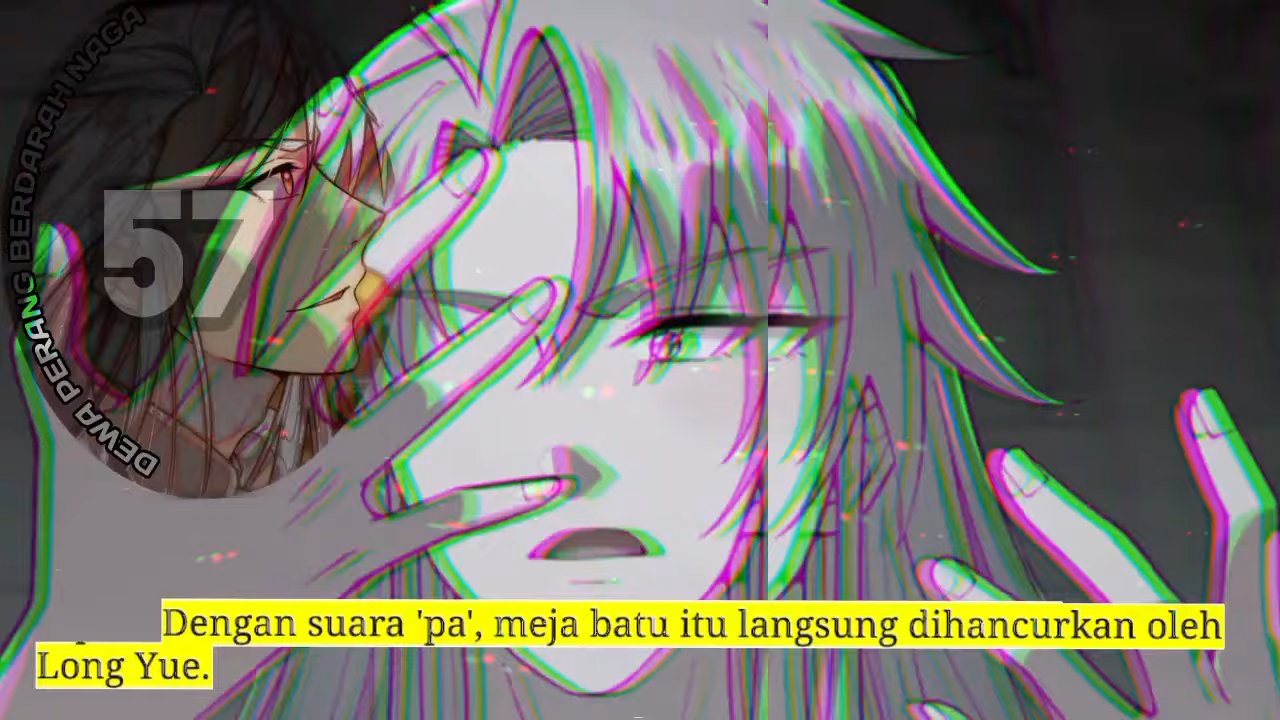 DEWA PERANG BERDARAH NAGA
57
Dengan suara 'pa', meja batu itu langsung dihancurkan oleh
Long Yue.